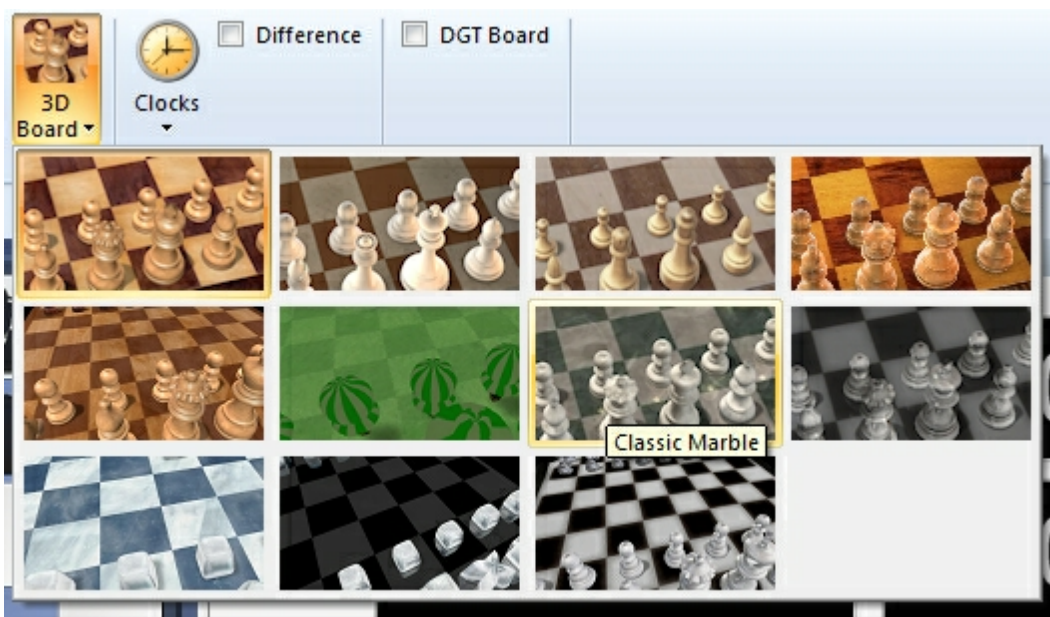 Difference
DGT Board
3D
Board
Clocks
Classic Marble